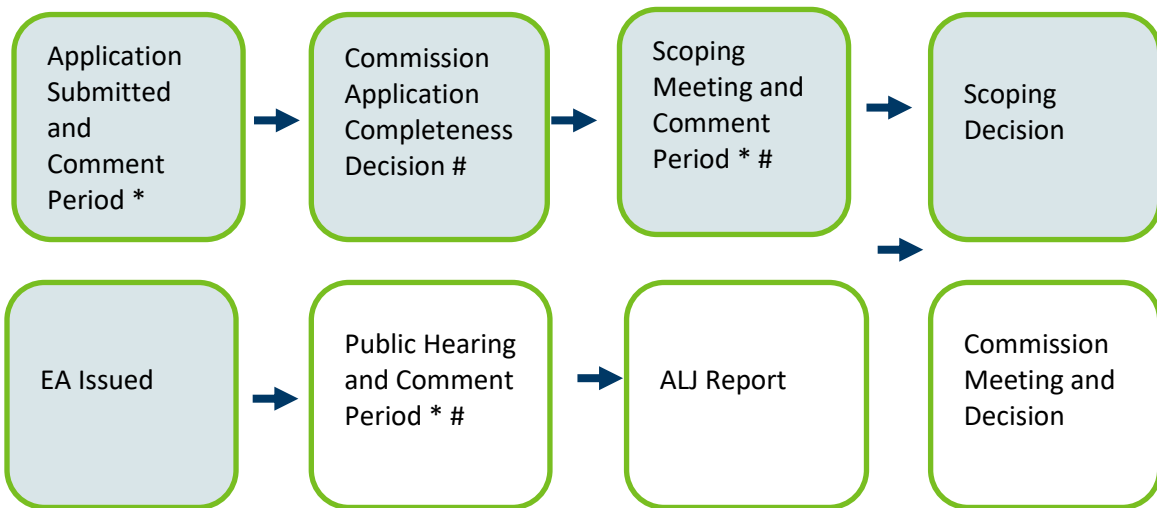 Application
Submitted
and
Comment
Period *
Commission
Application
Completeness
Decision #
Scoping
Meeting and
Comment
Period * #
Scoping
Decision
EA Issued
Public Hearing
and Comment
Period * #
ALJ Report
Commission
Meeting and
Decision